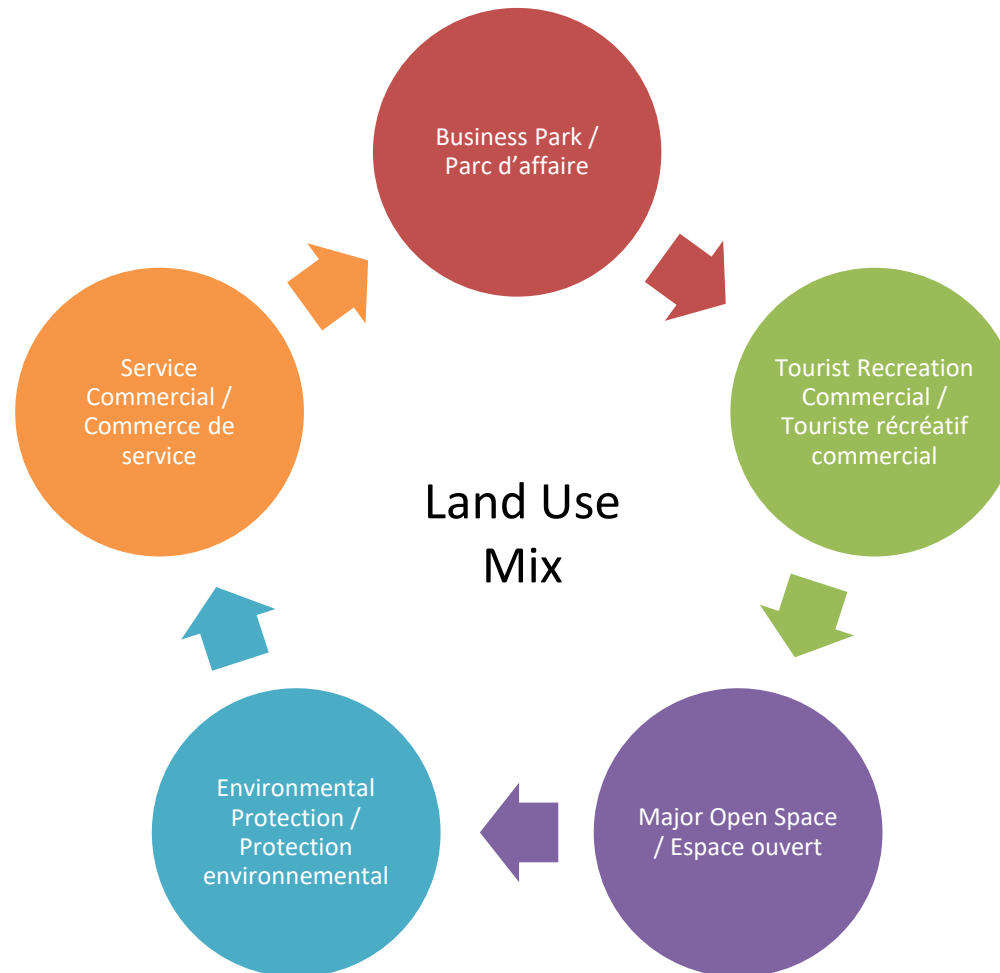 Business Park /
Parc d’affaire
Tourist Recreation
Commercial /
Touriste récréatif
commercial
Major Open Space
/ Espace ouvert
Environmental
Protection /
Protection
environnemental
Service
Commercial /
Commerce de
service
Land Use
Mix